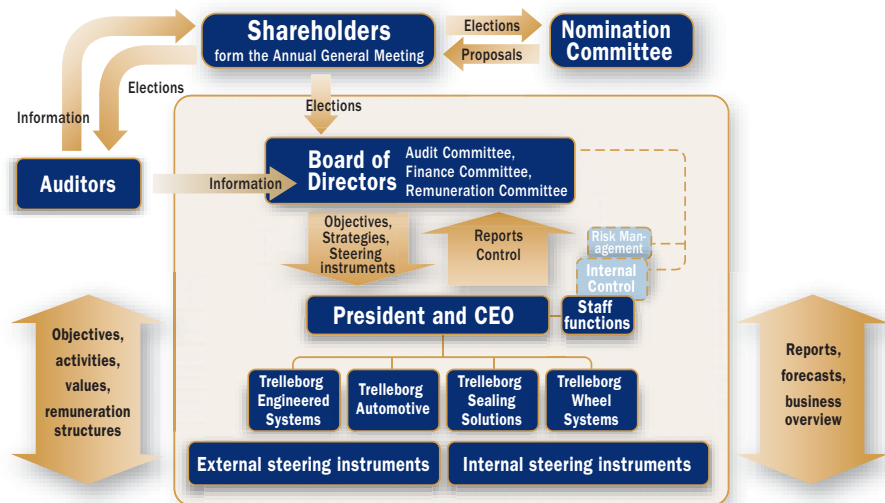 Shareholders
form the Annual General Meeting
Elections
Proposals
Nomination
Committee
Elections
Information
Elections
Auditors
Information
Board of
Directors
Audit Committee,
Finance Committee,
Remuneration Committee
Objectives,
Strategies,
Steering
instruments
Reports
Control
Risk Man-
agement
Internal
Control
President and CEO
Staff
functions
Objectives,
activities,
values,
remuneration
structures
Reports,
forecasts,
business
overview
Trelleborg
Engineered
Systems
Trelleborg
Automotive
Trelleborg
Sealing
Solutions
Trelleborg
Wheel
Systems
External steering instruments
Internal steering instruments